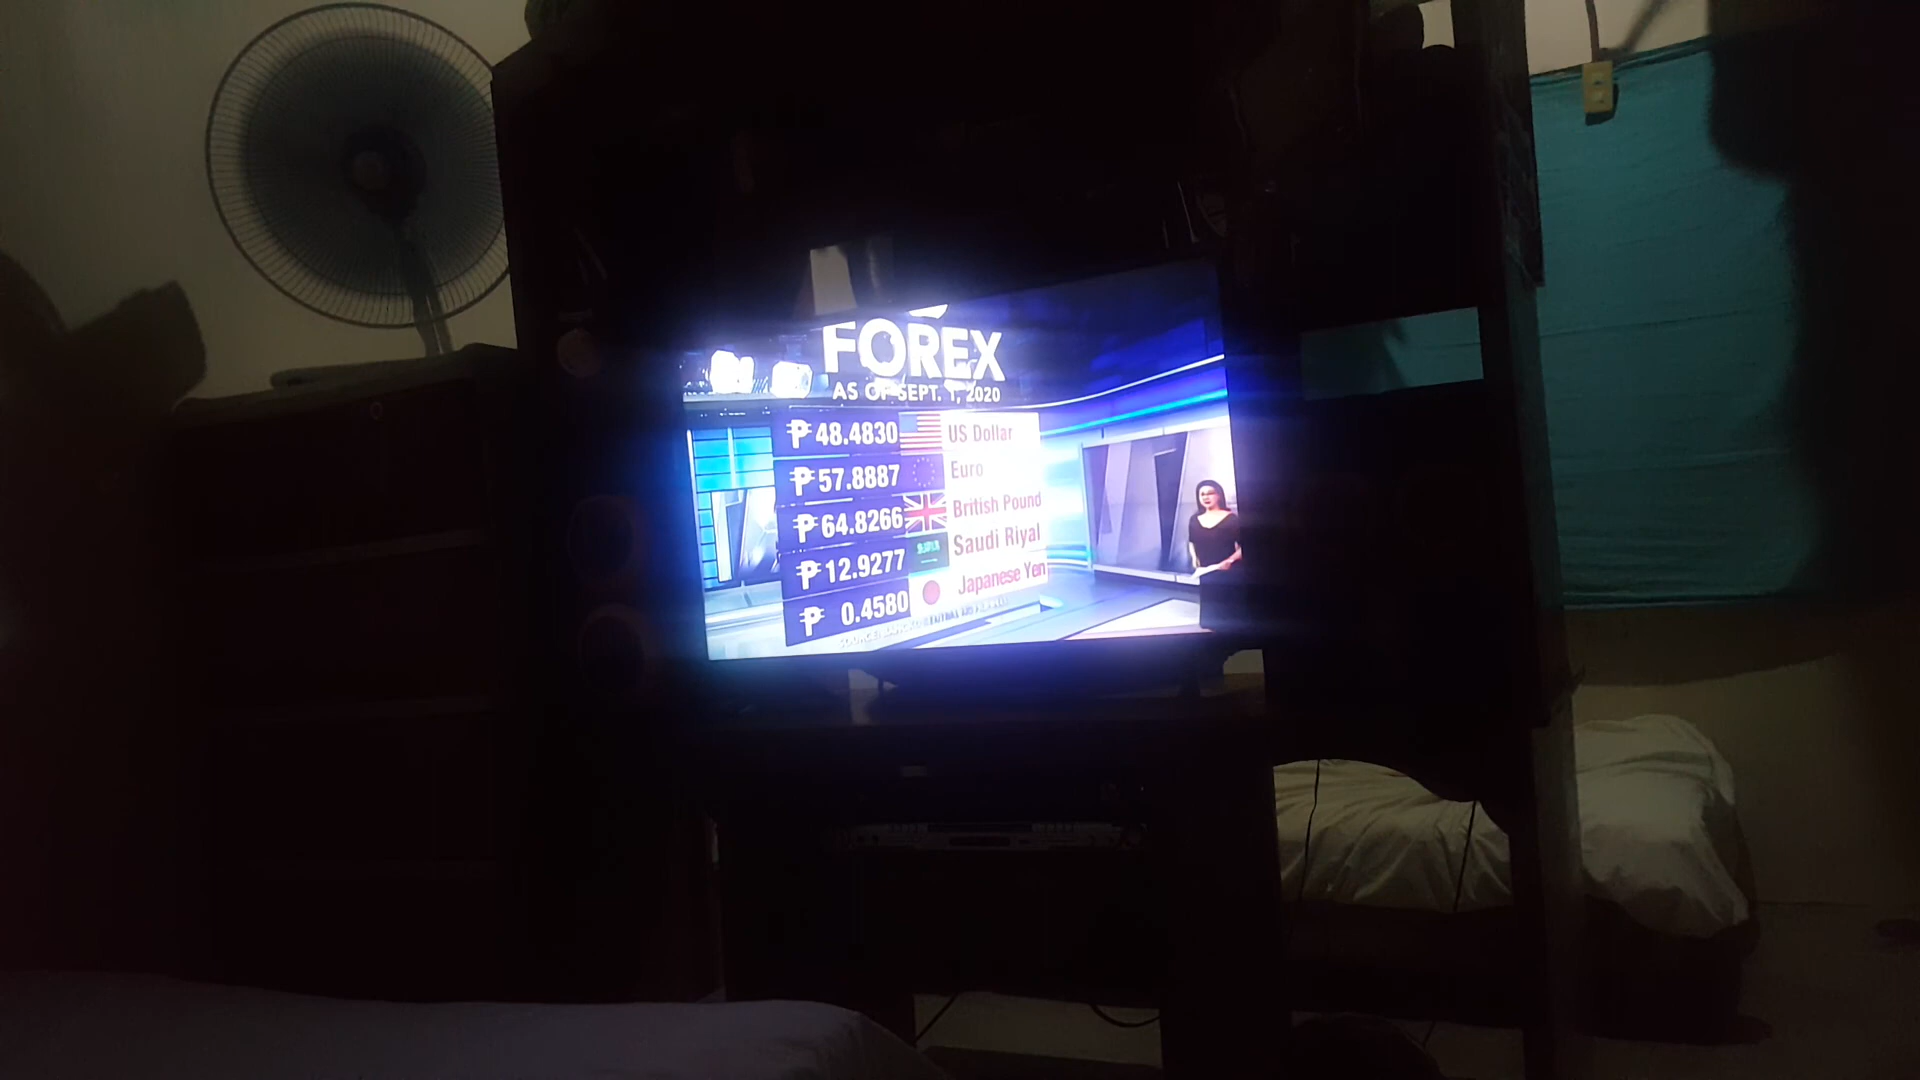 FOREX
AS OF SEPT. 1, 2020
₱48.4830 US Dollar
₱57.8887 Euro
₱64.8266 British Pound
₱12.9277 Saudi Riyal
₱0.4580 Japanese Yen
SOURCE: